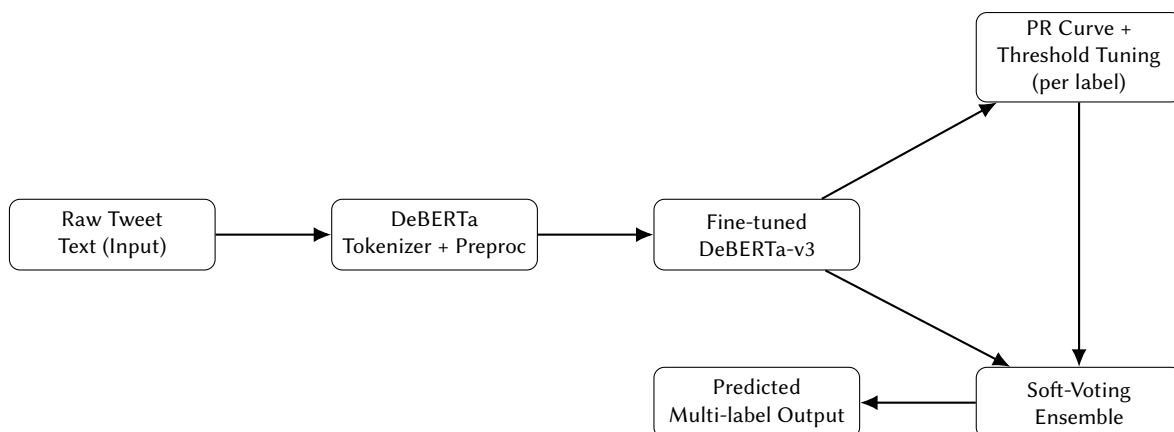 PR Curve +
Threshold Tuning
(per label)
Raw Tweet
Text (Input)
DeBERTa
Tokenizer + Preproc
Fine-tuned
DeBERTa-v3
Predicted
Multi-label Output
Soft-Voting
Ensemble